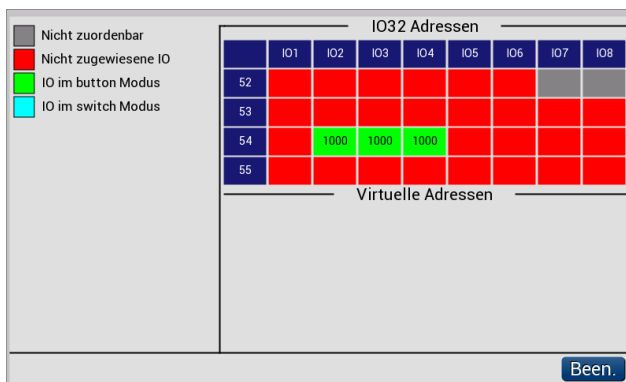 Nicht zuordenbar
Nicht zugewiesene IO
IO im button Modus
IO im switch Modus
IO32 Adressen
IO1 IO2 IO3 IO4 IO5 IO6 IO7 IO8
52
53
54 1000 1000 1000
55
Virtuelle Adressen
Been.